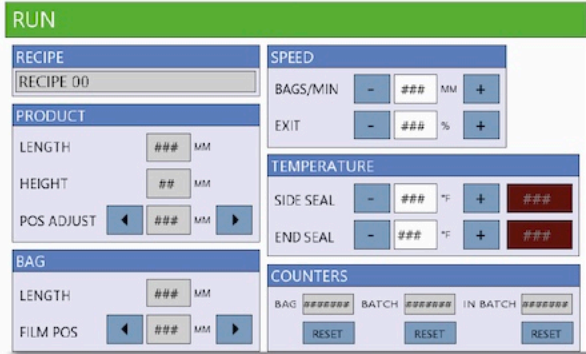 RUN
RECIPE
RECIPE 00
PRODUCT
LENGTH ### MM
HEIGHT ## MM
POS ADJUST ### MM
BAG
LENGTH ### MM
FILM POS ### MM
SPEED
BAGS/MIN - ### MM +
EXIT - ### % +
TEMPERATURE
SIDE SEAL - ### °F + ###
END SEAL - ### °F + ###
COUNTERS
BAG ####### BATCH ####### IN BATCH #######
RESET RESET RESET